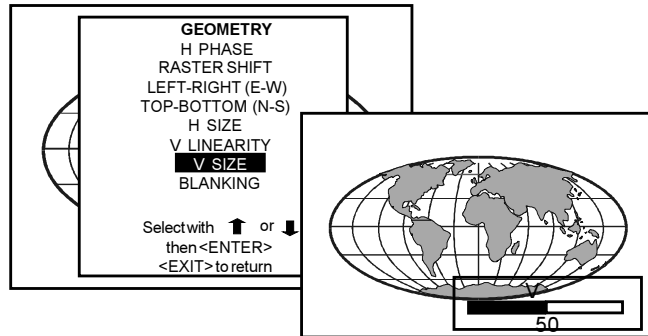 GEOMETRY
H PHASE
RASTER SHIFT
LEFT-RIGHT (E-W)
TOP-BOTTOM (N-S)
H SIZE
V LINEARITY
V SIZE
BLANKING
Select with or
then <ENTER>
<EXIT> to return
V
50